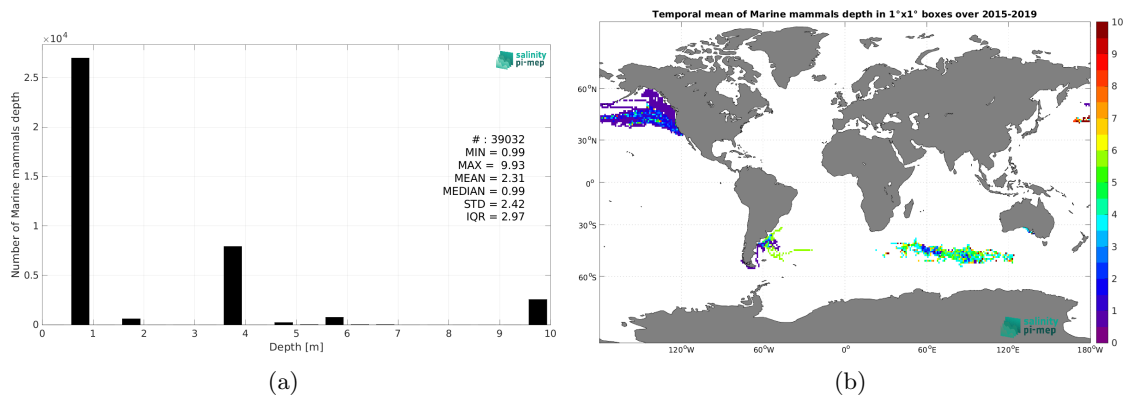 ×10⁴
salinity
pi-mep
2.5
2
1.5
1
0.5
0
Number of Marine mammals depth
# : 39032
MIN = 0.99
MAX = 9.93
MEAN = 2.31
MEDIAN = 0.99
STD = 2.42
IQR = 2.97
0 1 2 3 4 5 6 7 8 9 10
Depth [m]
(a)
Temporal mean of Marine mammals depth in 1°x1° boxes over 2015-2019
60°N
30°N
0°
30°S
60°S
120°W 60°W 0° 60°E 120°E 180°W
salinity
pi-mep
10
9
8
7
6
5
4
3
2
1
0
(b)